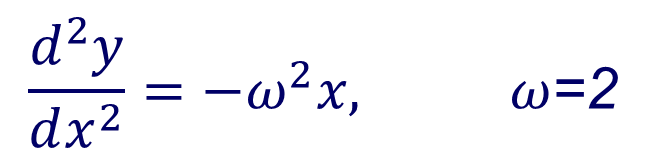 d²y/dx² = −ω²x, ω=2